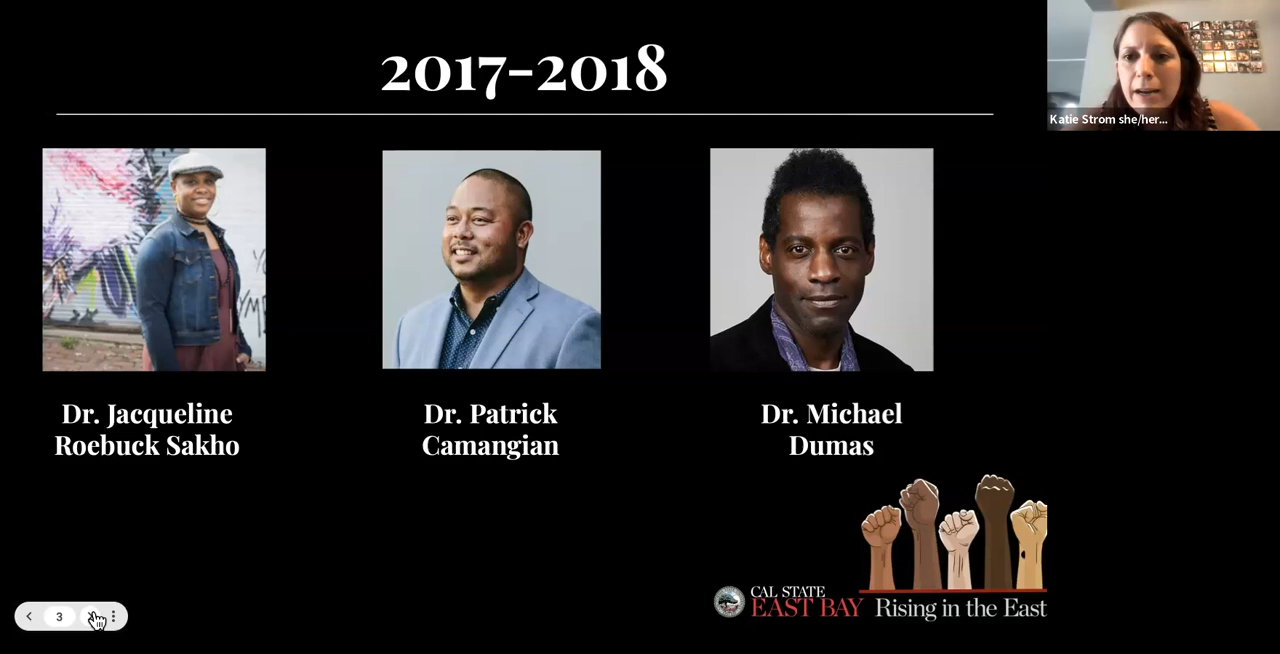 2017-2018
Katie Strom she/her...
Dr. Jacqueline
Roebuck Sakho
Dr. Patrick
Camangian
Dr. Michael
Dumas
CAL STATE
EAST BAY
Rising in the East
3